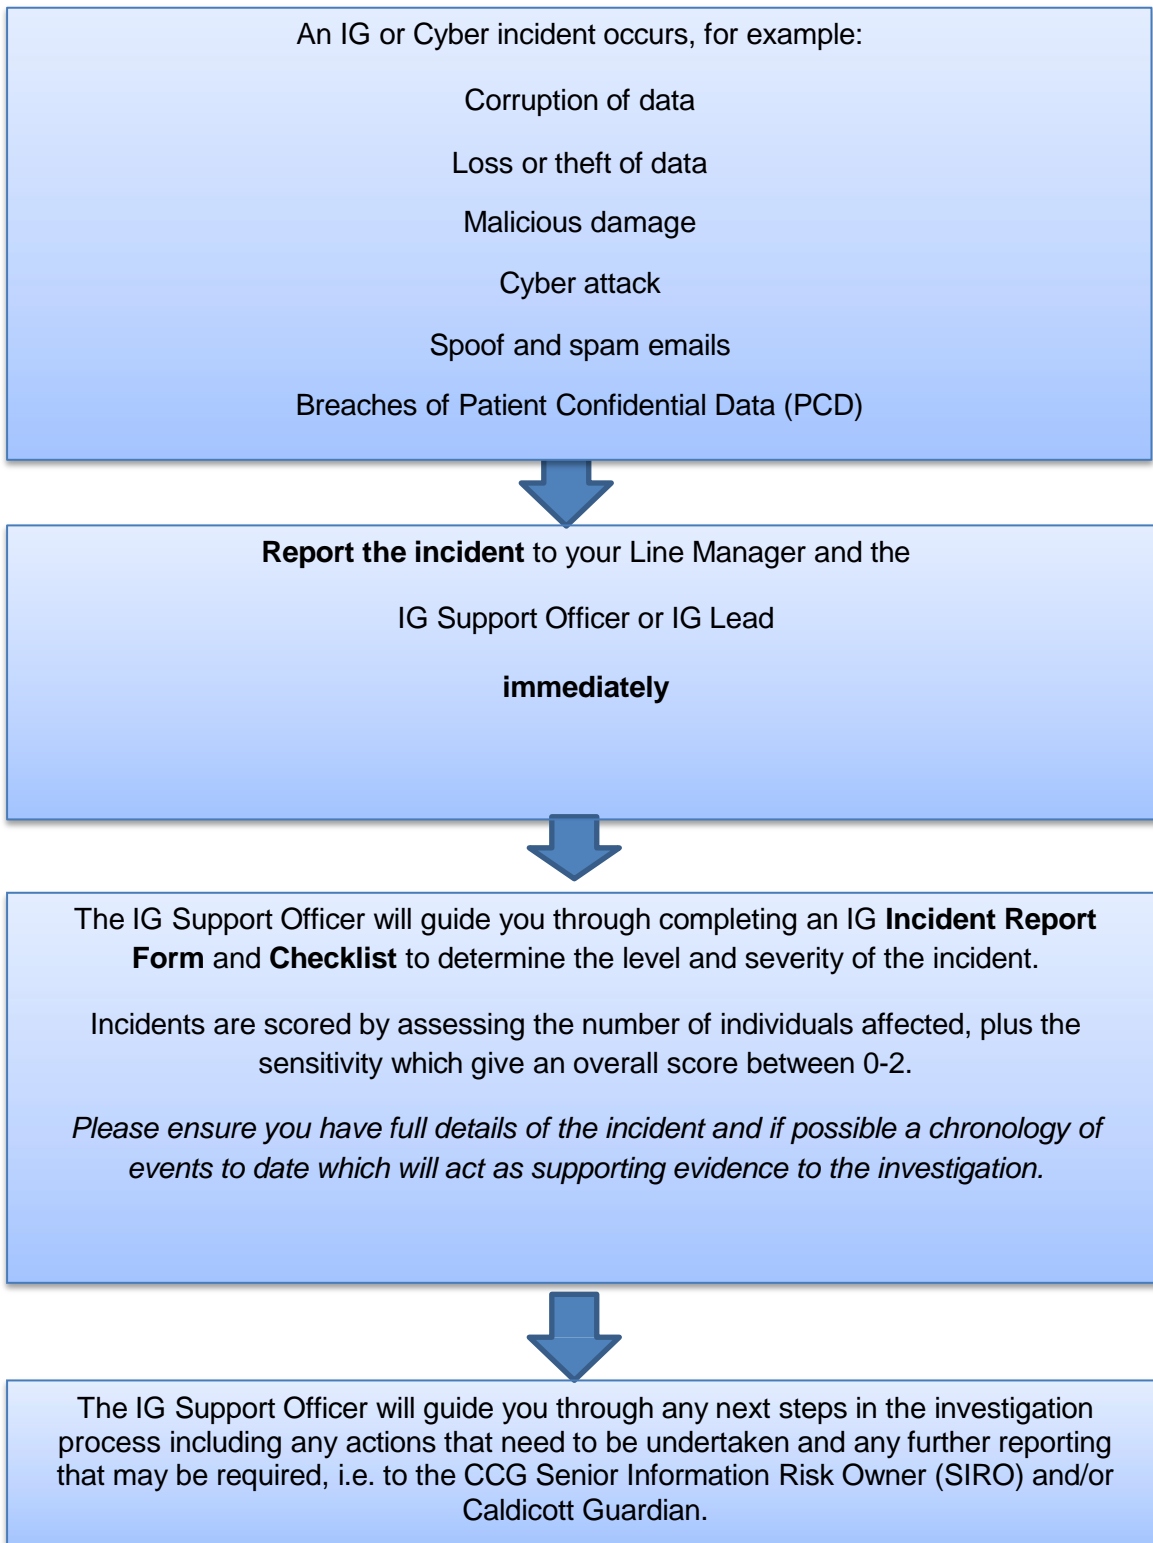 An IG or Cyber incident occurs, for example:
Corruption of data
Loss or theft of data
Malicious damage
Cyber attack
Spoof and spam emails
Breaches of Patient Confidential Data (PCD)
Report the incident to your Line Manager and the
IG Support Officer or IG Lead
immediately
The IG Support Officer will guide you through completing an IG Incident Report
Form and Checklist to determine the level and severity of the incident.
Incidents are scored by assessing the number of individuals affected, plus the
sensitivity which give an overall score between 0-2.
Please ensure you have full details of the incident and if possible a chronology of
events to date which will act as supporting evidence to the investigation.
The IG Support Officer will guide you through any next steps in the investigation
process including any actions that need to be undertaken and any further reporting
that may be required, i.e. to the CCG Senior Information Risk Owner (SIRO) and/or
Caldicott Guardian.